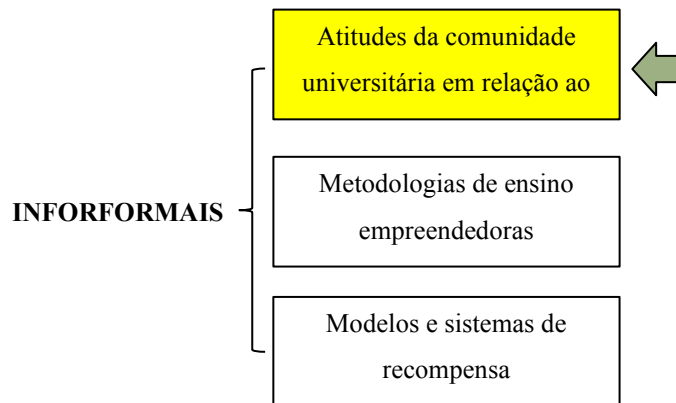 Atitudes da comunidade
universitária em relação ao
Metodologias de ensino
empreendedoras
INFORFORMAIS
Modelos e sistemas de
recompensa